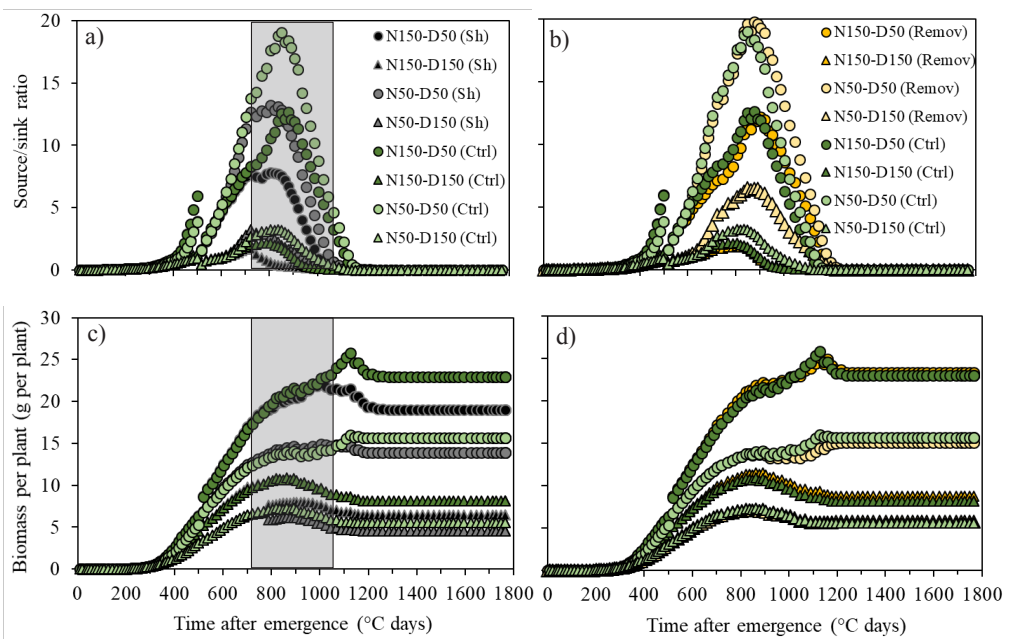 a)
Source/sink ratio
20
15
10
5
0
N150-D50 (Sh)
N150-D150 (Sh)
N50-D50 (Sh)
N50-D150 (Sh)
N150-D50 (Ctrl)
N150-D150 (Ctrl)
N50-D50 (Ctrl)
N50-D150 (Ctrl)
b)
N150-D50 (Remov)
N150-D150 (Remov)
N50-D50 (Remov)
N50-D150 (Remov)
N150-D50 (Ctrl)
N150-D150 (Ctrl)
N50-D50 (Ctrl)
N50-D150 (Ctrl)
c)
Biomass per plant (g per plant)
30
25
20
15
10
5
0
0 200 400 600 800 1000 1200 1400 1600 1800
Time after emergence (°C days)
d)
0 200 400 600 800 1000 1200 1400 1600 1800
Time after emergence (°C days)